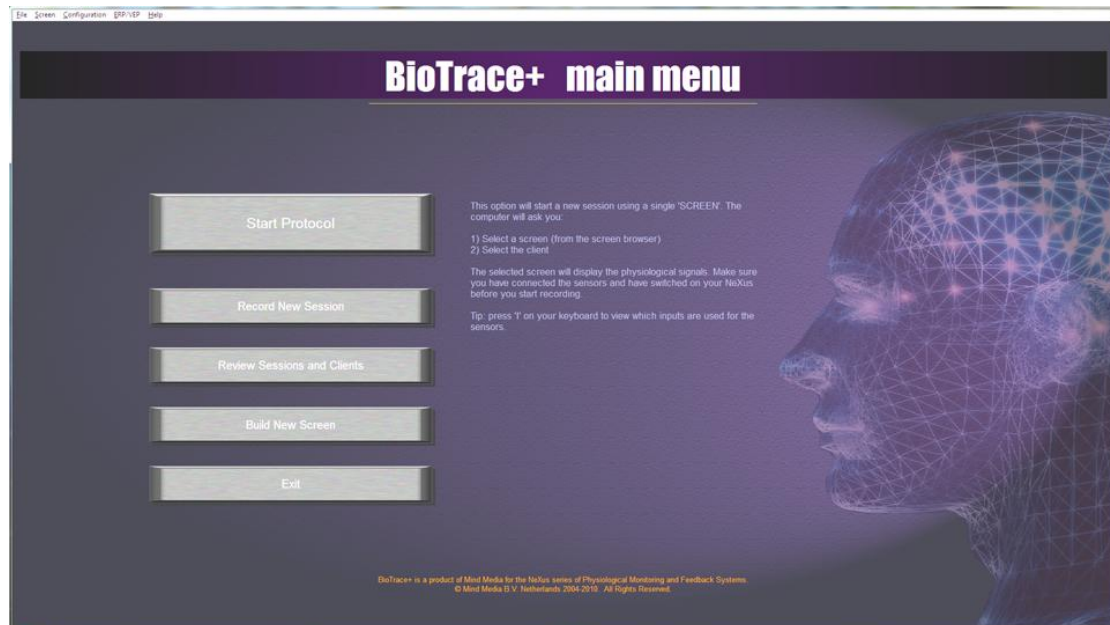 File Screen Configuration ERP/VEP Help
BioTrace+ main menu
Start Protocol
Record New Session
Review Sessions and Clients
Build New Screen
Exit
This option will start a new session using a single 'SCREEN'. The
computer will ask you:
1) Select a screen (from the screen browser)
2) Select the client
The selected screen will display the physiological signals. Make sure
you have connected the sensors and have switched on your NeXus
before you start recording.
Tip: press 'I' on your keyboard to view which inputs are used for the
sensors.
BioTrace+ is a product of Mind Media for the NeXus series of Physiological Monitoring and Feedback Systems.
© Mind Media B.V. Netherlands 2004-2010. All Rights Reserved.